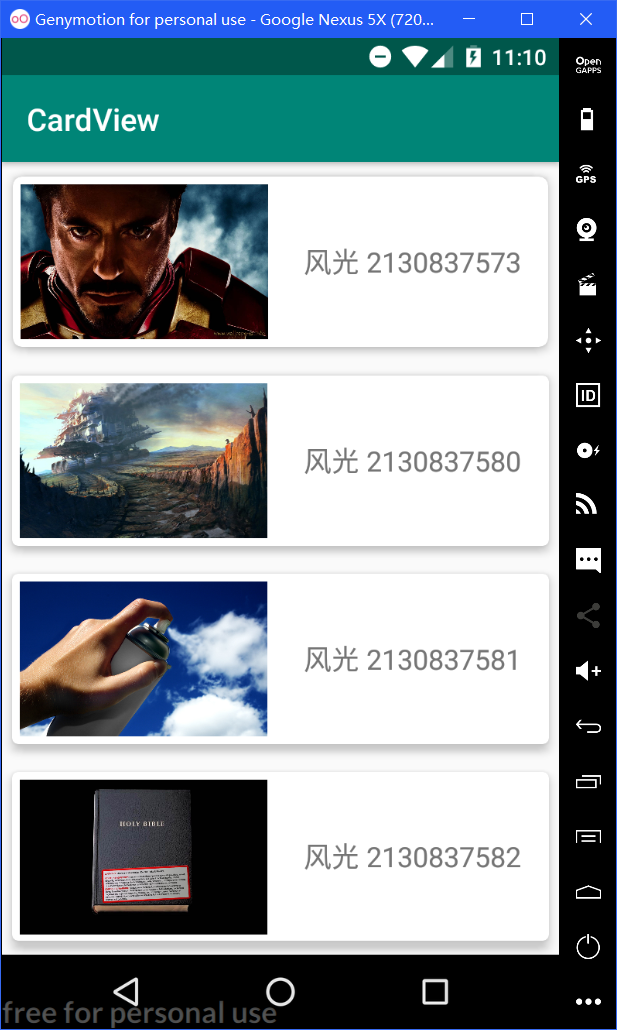 Genymotion for personal use - Google Nexus 5X (720...
11:10
Open
GAPPS
CardView
GPS
风光 2130837573
ID
风光 2130837580
风光 2130837581
HOLY BIBLE
风光 2130837582
free for personal use